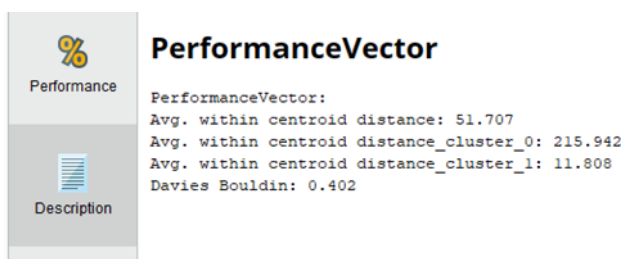 %
Performance
Description
PerformanceVector
PerformanceVector:
Avg. within centroid distance: 51.707
Avg. within centroid distance_cluster_0: 215.942
Avg. within centroid distance_cluster_1: 11.808
Davies Bouldin: 0.402